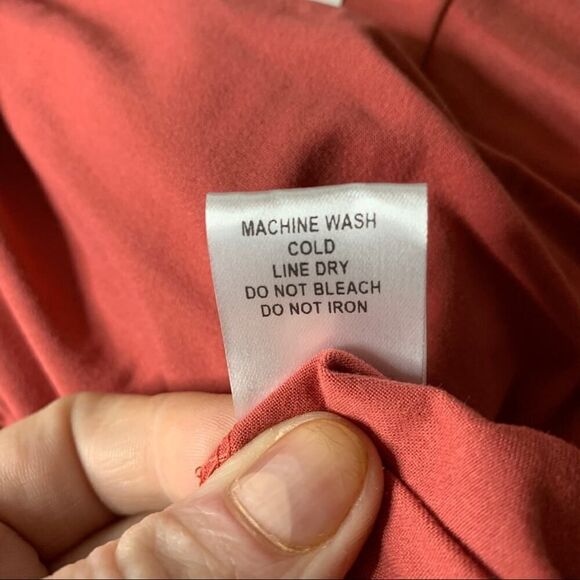 MACHINE WASH
COLD
LINE DRY
DO NOT BLEACH
DO NOT IRON